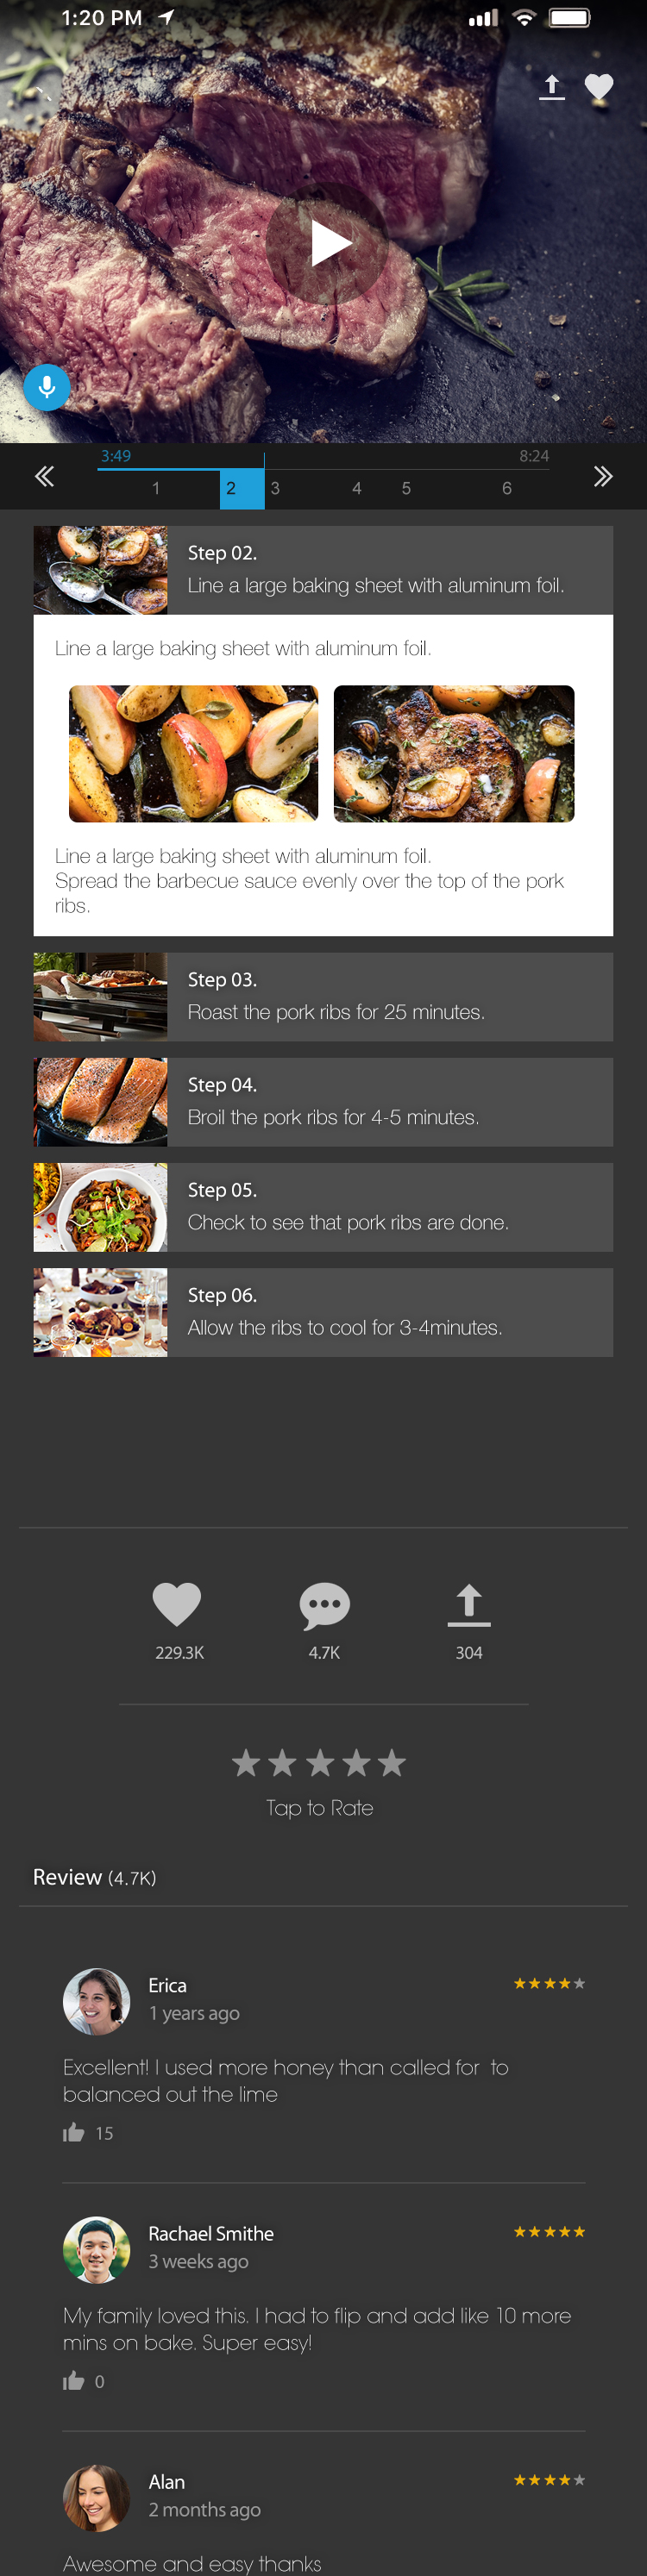 1:20 PM
3:49 8:24
1 2 3 4 5 6
Step 02.
Line a large baking sheet with aluminum foil.
Line a large baking sheet with aluminum foil.
Line a large baking sheet with aluminum foil.
Spread the barbecue sauce evenly over the top of the pork
ribs.
Step 03.
Roast the pork ribs for 25 minutes.
Step 04.
Broil the pork ribs for 4-5 minutes.
Step 05.
Check to see that pork ribs are done.
Step 06.
Allow the ribs to cool for 3-4minutes.
229.3K 4.7K 304
Tap to Rate
Review (4.7K)
Erica
1 years ago
Excellent! I used more honey than called for  to
balanced out the lime
15
Rachael Smithe
3 weeks ago
My family loved this. I had to flip and add like 10 more
mins on bake. Super easy!
0
Alan
2 months ago
Awesome and easy thanks